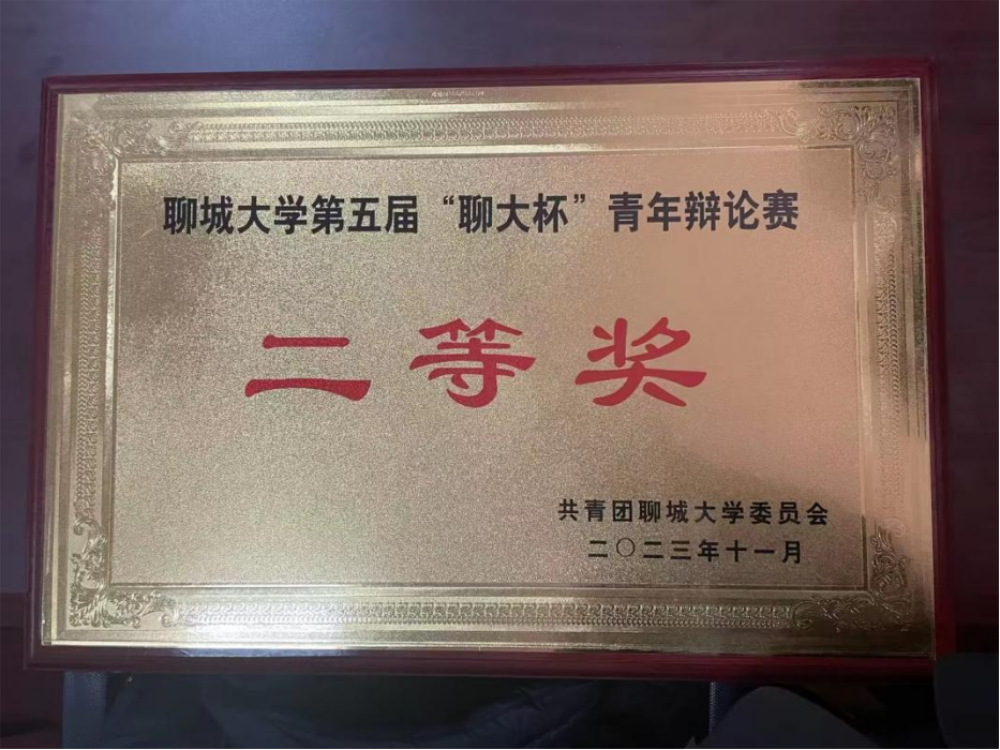 聊城大学第五届“聊大杯”青年辩论赛
二等奖
共青团聊城大学委员会
二〇二三年十一月